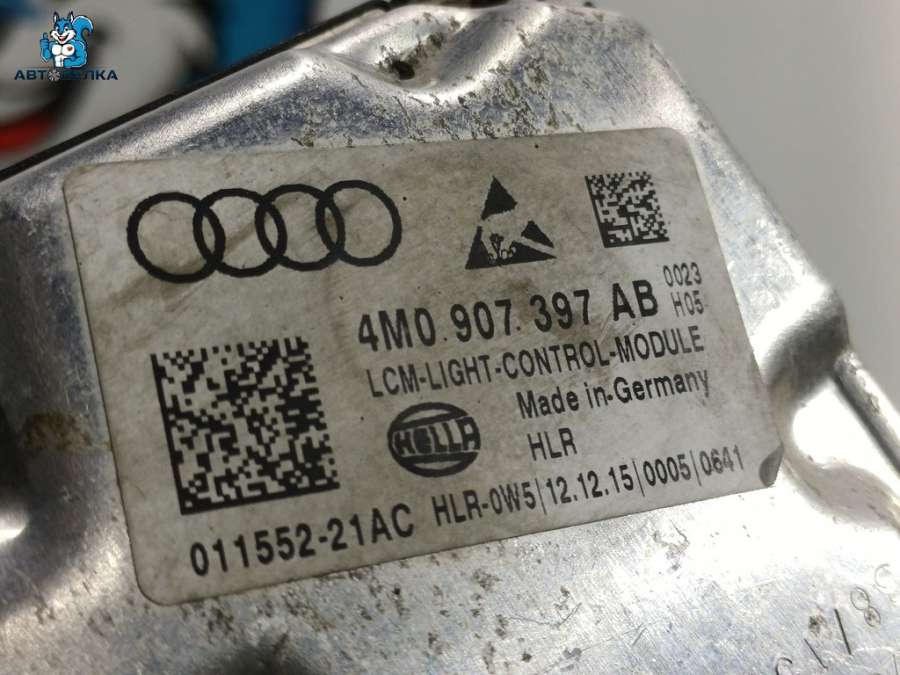 АВТОБЕЛКА
4M0.907.397 AB
0023
H05
LCM-LIGHT-CONTROL-MODULE
Made in-Germany
HELLA
HLR
HLR-0W5|12.12.15|0005|0641
011552-21AC